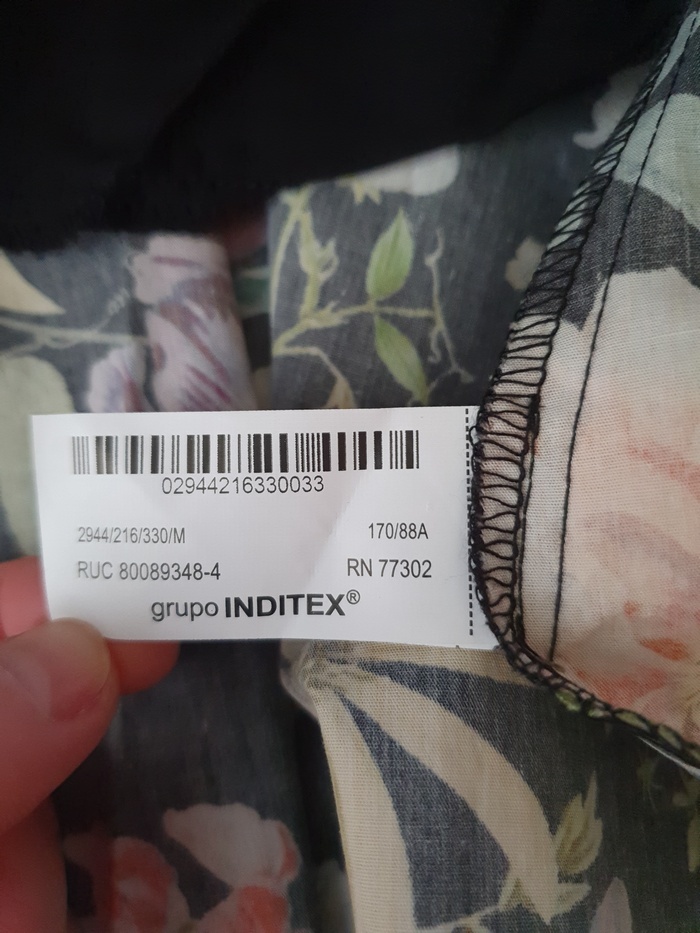 02944216330033
2944/216/330/M 170/88A
RUC 80089348-4 RN 77302
grupo INDITEX®